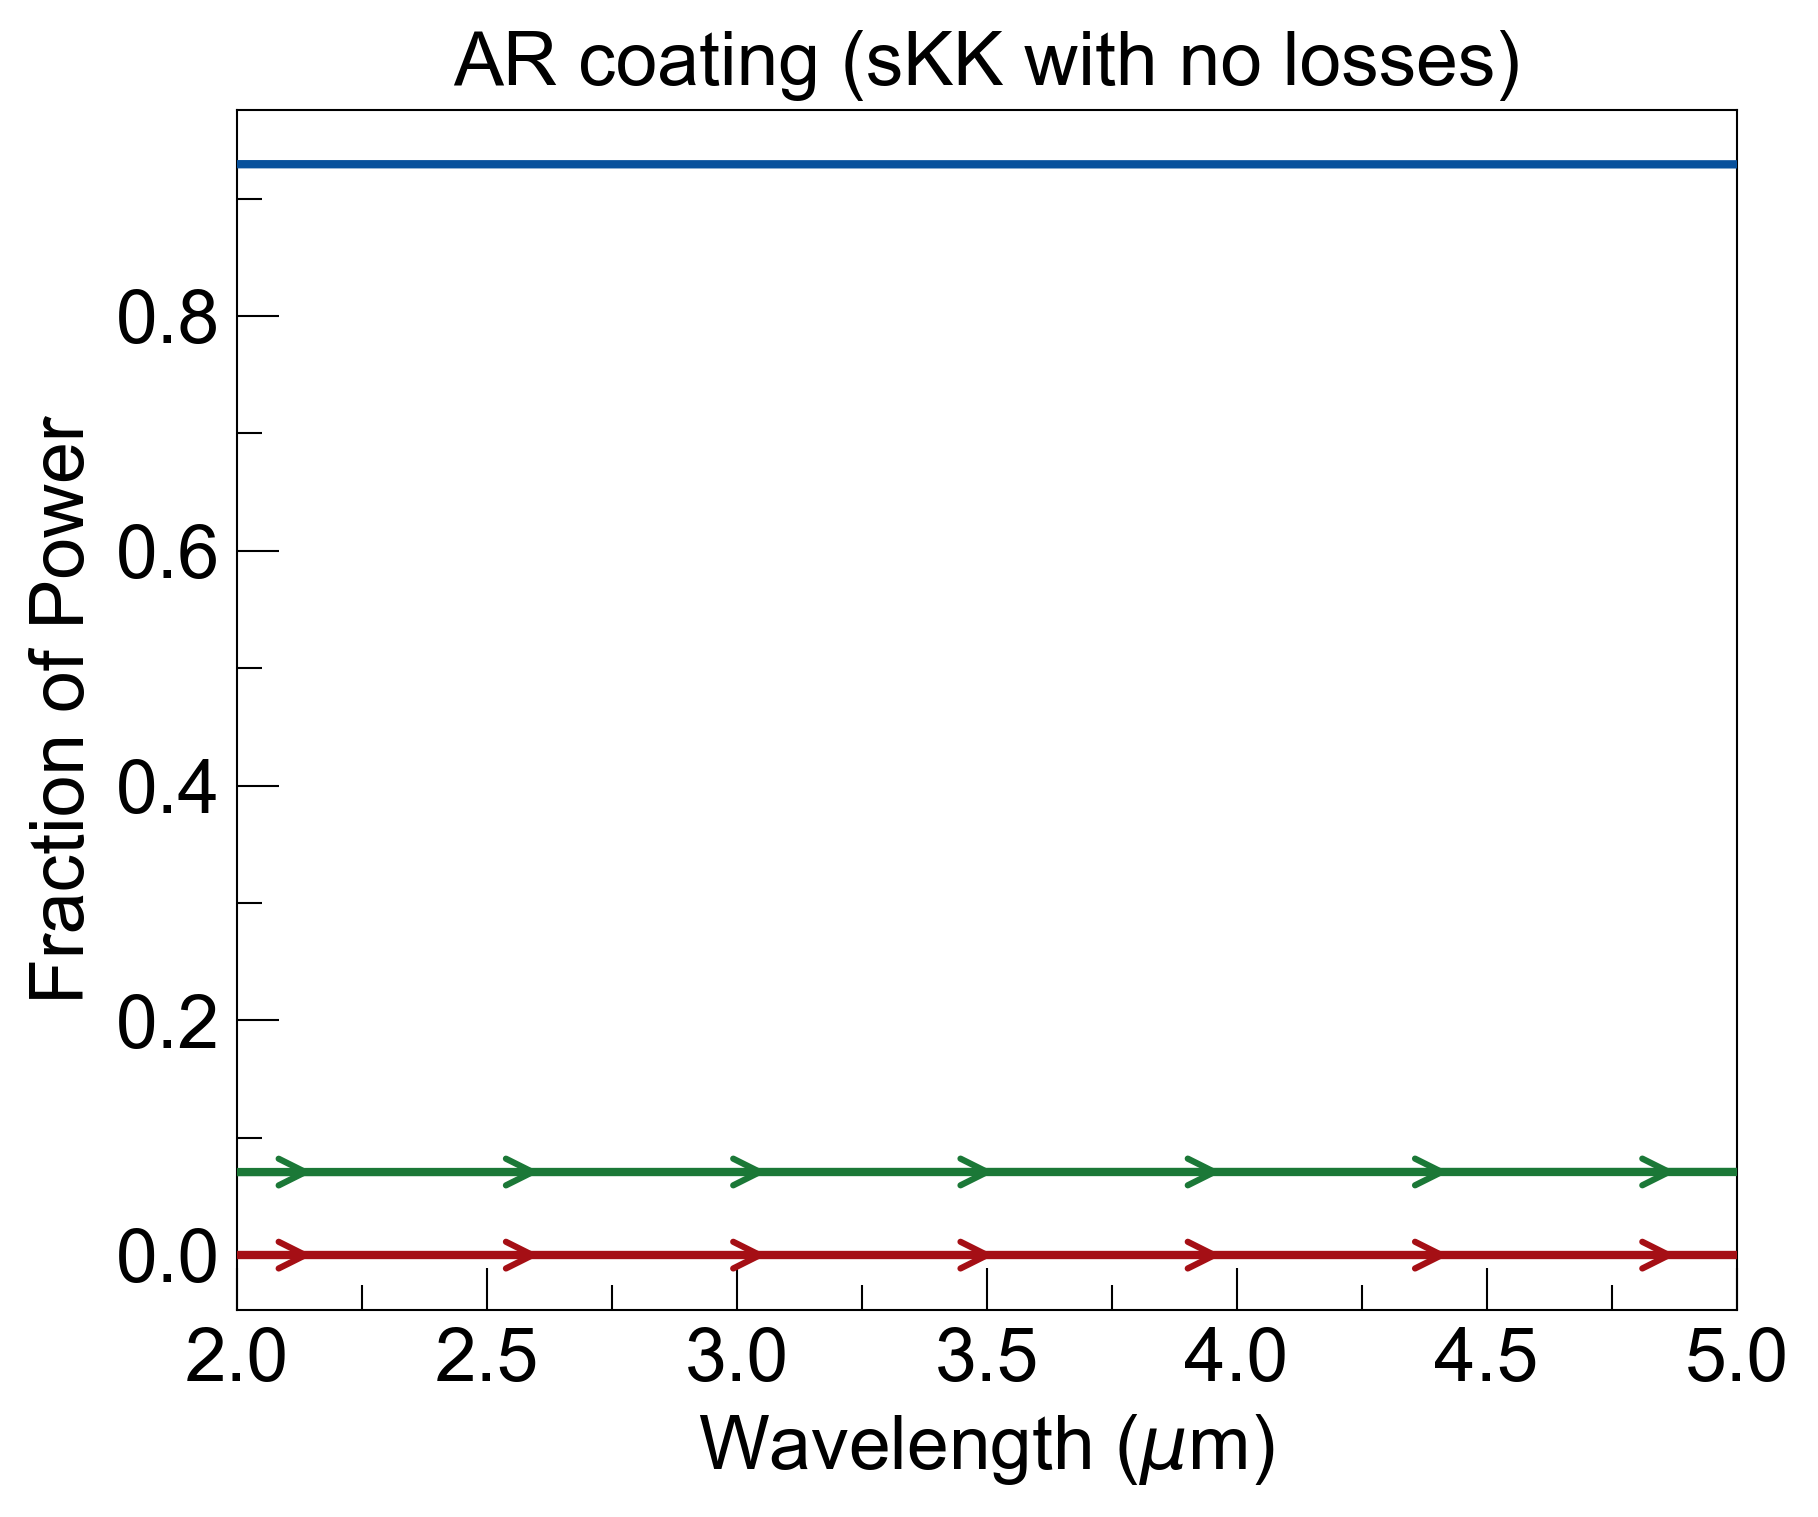 AR coating (sKK with no losses)
Fraction of Power
0.8
0.6
0.4
0.2
0.0
2.0 2.5 3.0 3.5 4.0 4.5 5.0
Wavelength (μm)